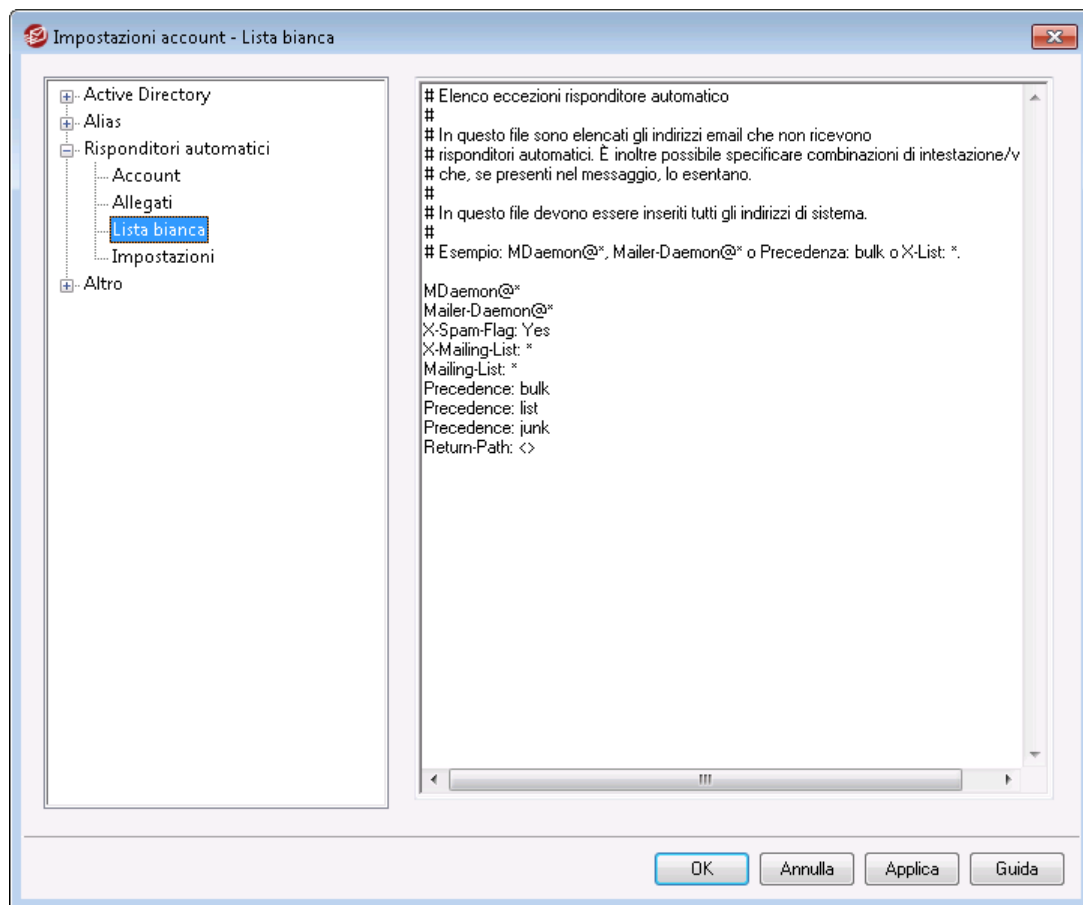 Impostazioni account - Lista bianca
Active Directory
Alias
Risponditori automatici
Account
Allegati
Lista bianca
Impostazioni
Altro
# Elenco eccezioni risponditore automatico
#
# In questo file sono elencati gli indirizzi email che non ricevono
# risponditori automatici. È inoltre possibile specificare combinazioni di intestazione/v
# che, se presenti nel messaggio, lo esentano.
#
# In questo file devono essere inseriti tutti gli indirizzi di sistema.
#
# Esempio: MDaemon@*, Mailer-Daemon@* o Precedenza: bulk o X-List: *.
MDaemon@*
Mailer-Daemon@*
X-Spam-Flag: Yes
X-Mailing-List: *
Mailing-List: *
Precedence: bulk
Precedence: list
Precedence: junk
Return-Path: <>
OK
Annulla
Applica
Guida